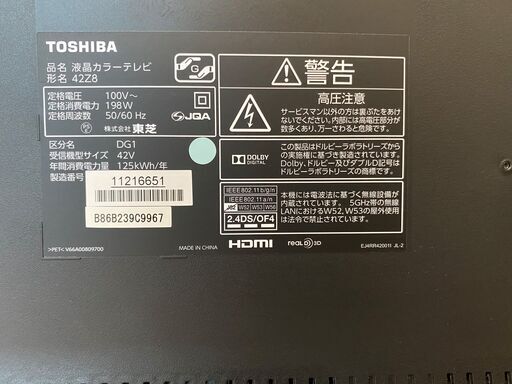 TOSHIBA
品名 液晶カラーテレビ
形名 42Z8
定格電圧: 100V～
定格消費電力: 198W
定格周波数: 50/60 Hz
JQA
株式会社 東芝
区分名 DG1
受信機型サイズ: 42V
年間消費電力量: 125kWh/年
製造番号:
11216651
B86B239C9967
>PET< V66A00809700
MADE IN CHINA
警告
高圧注意
サービスマン以外の方は裏ぶたをあけないでください。内部には高電圧部分が数多くあり、万一さわると危険です。
この製品はドルビーラボラトリーズからの実施権に基づき製造されています。Dolby、ドルビー及びダブルD記号はドルビーラボラトリーズの商標です。
DOLBY DIGITAL
IEEE802.11b/g/n
IEEE802.11a/n
W52 W53 W56
2.4DS/OF4
本機には電波法に基づく無線設備が内蔵されています。 5GHz帯の無線LANにおけるW52、W53の屋外使用は法令で禁止されています。
HDMI
REAL D 3D
EJ4RR42001I JL-2